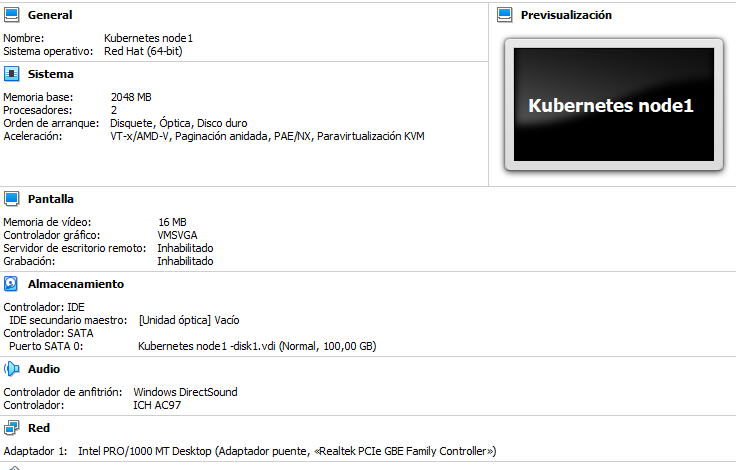 General
Nombre: Kubernetes node1
Sistema operativo: Red Hat (64-bit)
Previsualización
Kubernetes node1
Sistema
Memoria base: 2048 MB
Procesadores: 2
Orden de arranque: Disquete, Óptica, Disco duro
Aceleración: VT-x/AMD-V, Paginación anidada, PAE/NX, Paravirtualización KVM
Pantalla
Memoria de vídeo: 16 MB
Controlador gráfico: VMSVGA
Servidor de escritorio remoto: Inhabilitado
Grabación: Inhabilitado
Almacenamiento
Controlador: IDE
IDE secundario maestro: [Unidad óptica] Vacío
Controlador: SATA
Puerto SATA 0: Kubernetes node1 -disk1.vdi (Normal, 100,00 GB)
Audio
Controlador de anfitrión: Windows DirectSound
Controlador: ICH AC97
Red
Adaptador 1: Intel PRO/1000 MT Desktop (Adaptador puente, «Realtek PCIe GBE Family Controller»)